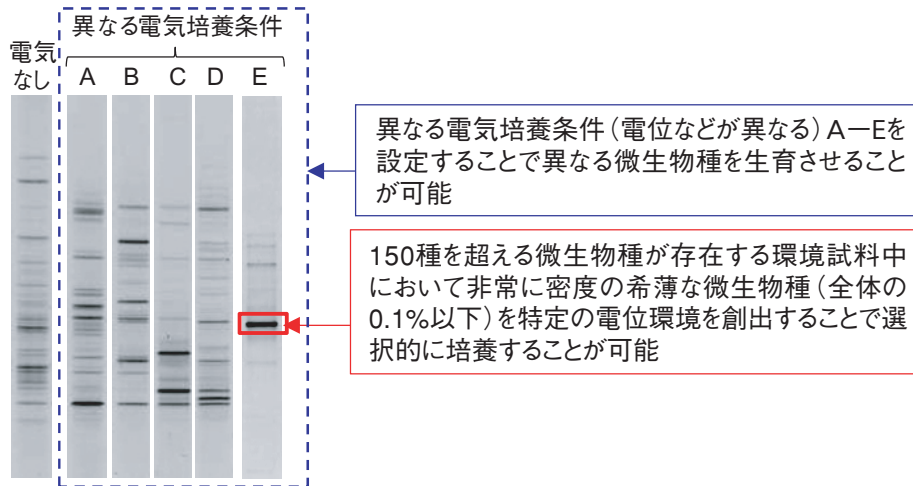 異なる電気培養条件
電気
なし
A B C D E
異なる電気培養条件（電位などが異なる）A―Eを
設定することで異なる微生物種を生育させること
が可能
150種を超える微生物種が存在する環境試料中
において非常に密度の希薄な微生物種（全体の
0.1%以下）を特定の電位環境を創出することで選
択的に培養することが可能